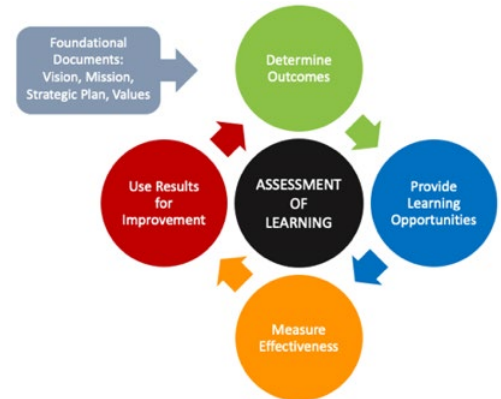 Foundational
Documents:
Vision, Mission,
Strategic Plan, Values
Determine
Outcomes
Use Results
for
Improvement
ASSESSMENT
OF
LEARNING
Provide
Learning
Opportunities
Measure
Effectiveness